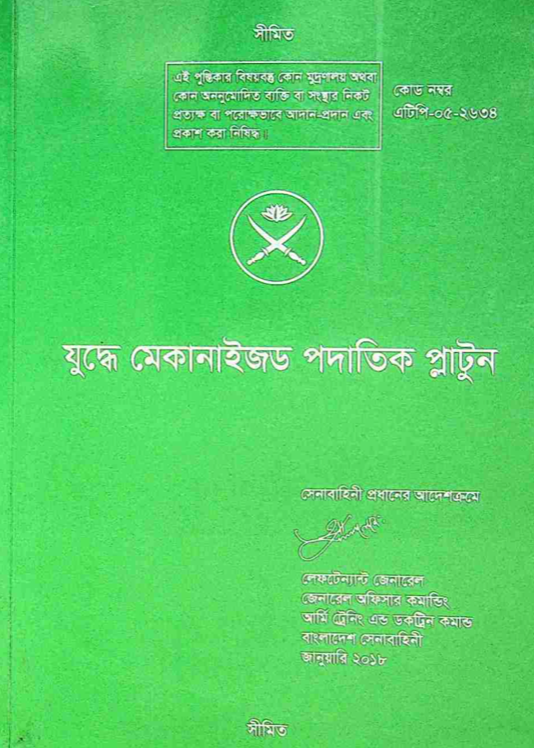 সীমিত
এই পুস্তিকার বিষয়বস্তু কোন মুদ্রণালয় অথবা
কোন অননুমোদিত ব্যক্তি বা সংস্থার নিকট
প্রত্যক্ষ বা পরোক্ষভাবে আদান-প্রদান এবং
প্রকাশ করা নিষিদ্ধ।
কোড নম্বর
এটিপি-০৫-২৬৩৪
যুদ্ধে মেকানাইজড পদাতিক প্লাটুন
সেনাবাহিনী প্রধানের আদেশক্রমে
লেফটেন্যান্ট জেনারেল
জেনারেল অফিসার কমান্ডিং
আর্মি ট্রেনিং এন্ড ডকট্রিন কমান্ড
বাংলাদেশ সেনাবাহিনী
জানুয়ারি ২০১৮
সীমিত